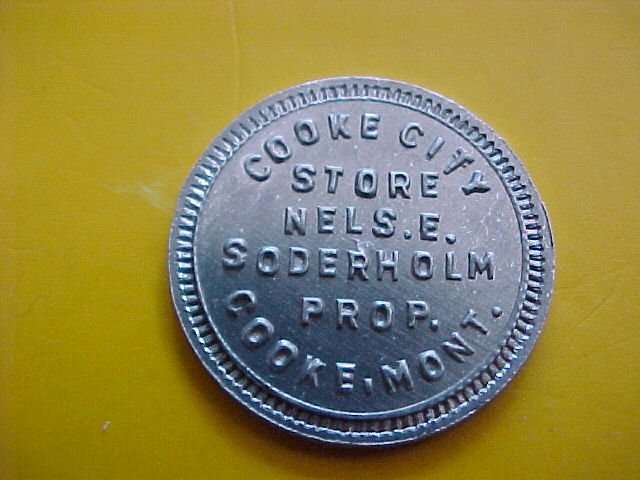 COOKE CITY
STORE
NELS.E.
SODERHOLM
PROP.
COOKE, MONT.